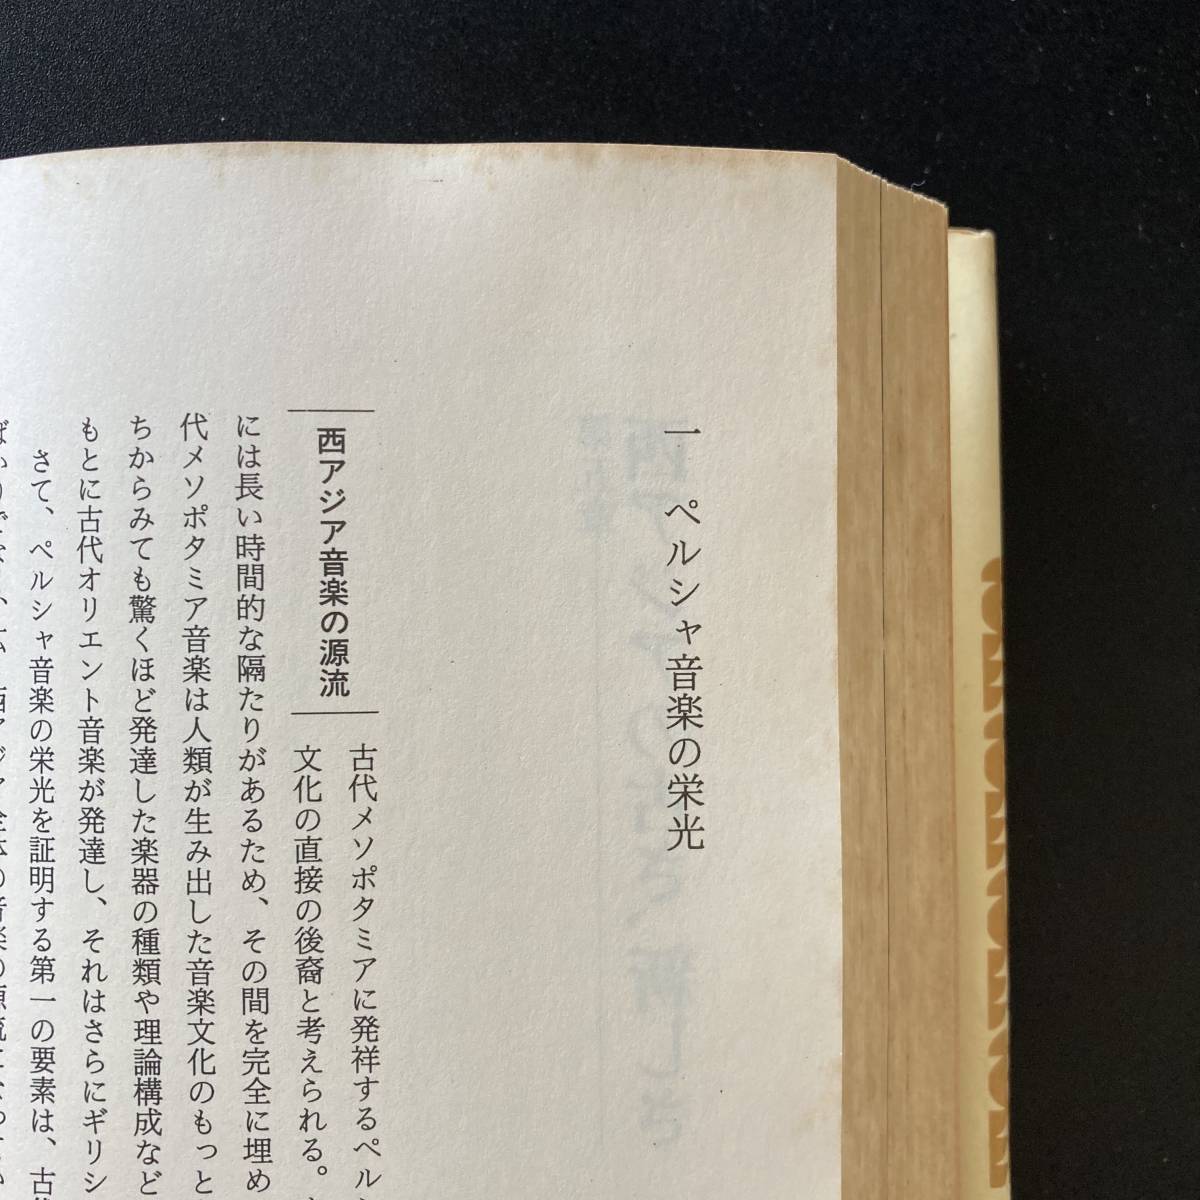 一　ペルシャ音楽の栄光
西アジア音楽の源流
古代メソポタミアに発祥するペル
文化の直接の後裔と考えられる。
には長い時間的な隔たりがあるため、その間を完全に埋め
代メソポタミア音楽は人類が生み出した音楽文化のもっと
ちからみても驚くほど発達した楽器の種類や理論構成など
もとに古代オリエント音楽が発達し、それはさらにギリシ
さて、ペルシャ音楽の栄光を証明する第一の要素は、古